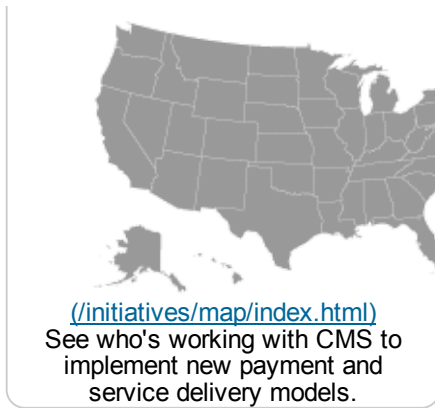 (/initiatives/map/index.html)
See who's working with CMS to
implement new payment and
service delivery models.